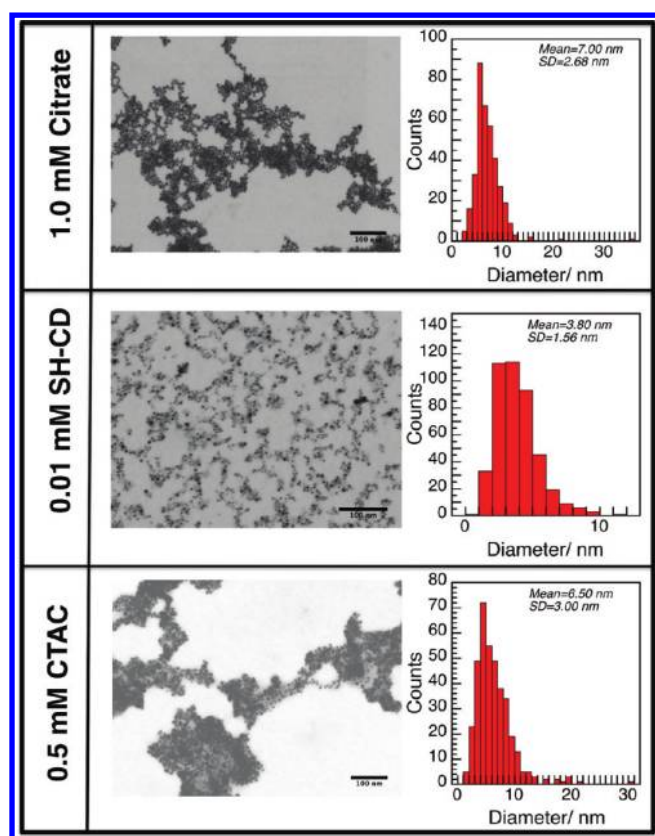 1.0 mM Citrate
100 nm
Mean=7.00 nm
SD=2.68 nm
100
80
60
40
20
0
Counts
0 10 20 30
Diameter/ nm
0.01 mM SH-CD
100 nm
Mean=3.80 nm
SD=1.56 nm
140
120
100
80
60
40
20
0
Counts
0 10
Diameter/ nm
0.5 mM CTAC
100 nm
Mean=6.50 nm
SD=3.00 nm
80
70
60
50
40
30
20
10
0
Counts
0 10 20 30
Diameter/ nm